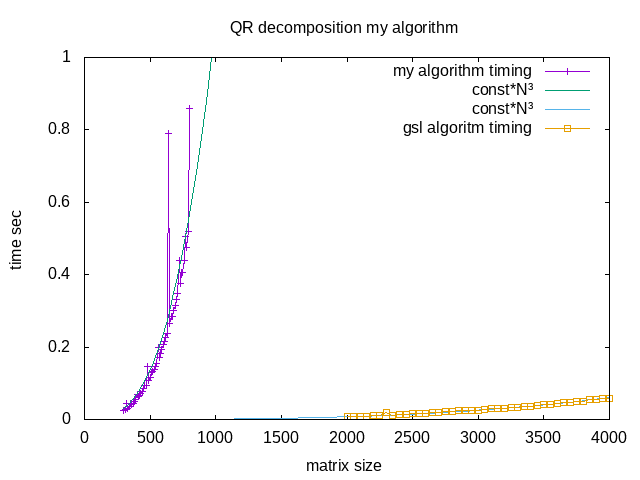 QR decomposition my algorithm
my algorithm timing
const*N³
const*N³
gsl algoritm timing
time sec
1
0.8
0.6
0.4
0.2
0
0 500 1000 1500 2000 2500 3000 3500 4000
matrix size